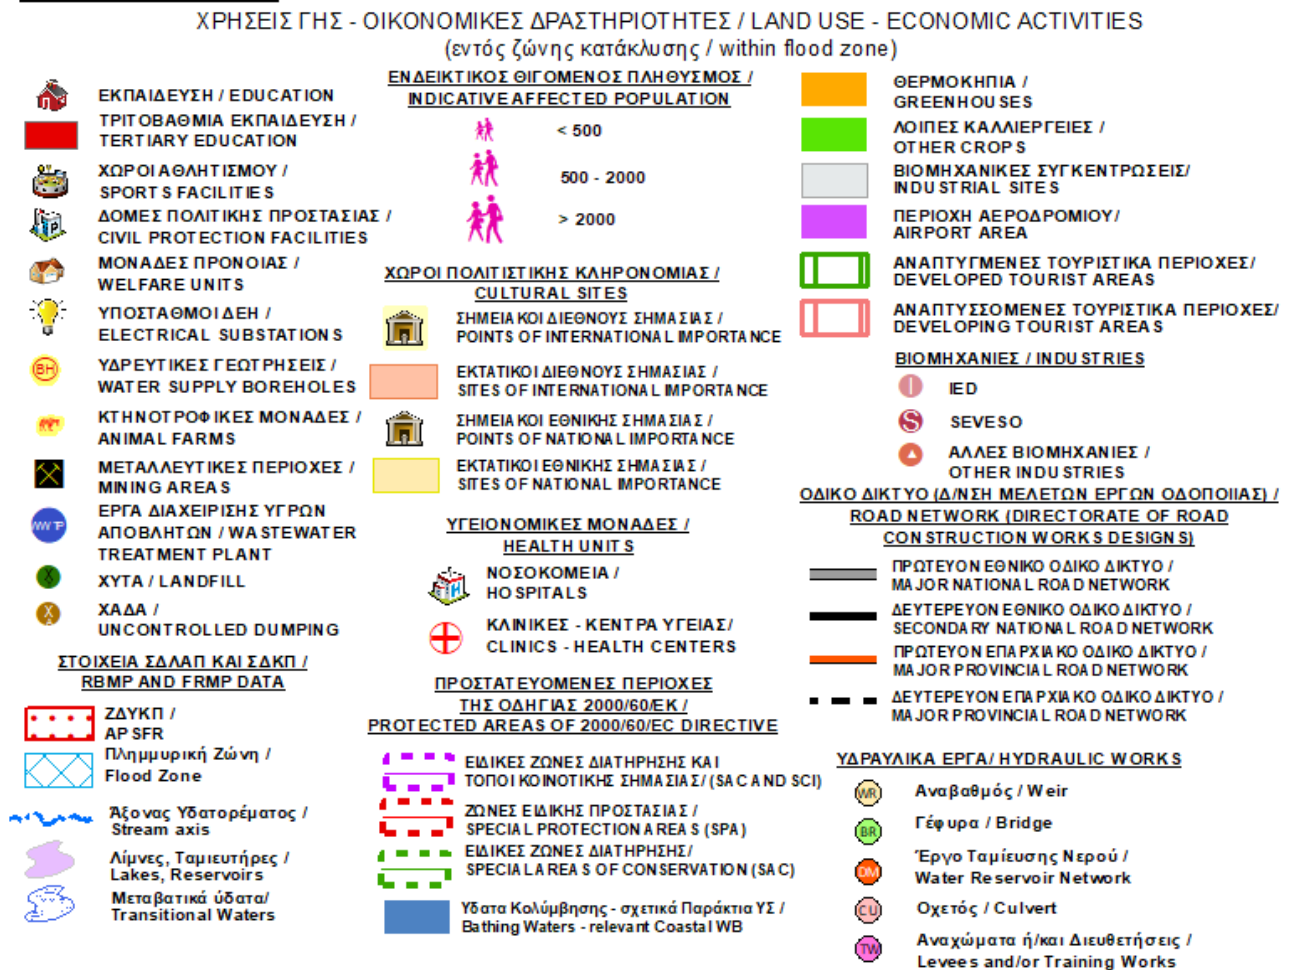 ΧΡΗΣΕΙΣ ΓΗΣ - ΟΙΚΟΝΟΜΙΚΕΣ ΔΡΑΣΤΗΡΙΟΤΗΤΕΣ / LAND USE - ECONOMIC ACTIVITIES
(εντός ζώνης κατάκλυσης / within flood zone)
ΕΚΠΑΙΔΕΥΣΗ / EDUCATION
ΤΡΙΤΟΒΑΘΜΙΑ ΕΚΠΑΙΔΕΥΣΗ /
TERTIARY EDUCATION
ΧΩΡΟΙ ΑΘΛΗΤΙΣΜΟΥ /
SPORTS FACILITIES
ΔΟΜΕΣ ΠΟΛΙΤΙΚΗΣ ΠΡΟΣΤΑΣΙΑΣ /
CIVIL PROTECTION FACILITIES
ΜΟΝΑΔΕΣ ΠΡΟΝΟΙΑΣ /
WELFARE UNITS
ΥΠΟΣΤΑΘΜΟΙ ΔΕΗ /
ELECTRICAL SUBSTATIONS
BH
ΥΔΡΕΥΤΙΚΕΣ ΓΕΩΤΡΗΣΕΙΣ /
WATER SUPPLY BOREHOLES
ΚΤΗΝΟΤΡΟΦΙΚΕΣ ΜΟΝΑΔΕΣ /
ANIMAL FARMS
ΜΕΤΑΛΛΕΥΤΙΚΕΣ ΠΕΡΙΟΧΕΣ /
MINING AREAS
WWTP
ΕΡΓΑ ΔΙΑΧΕΙΡΙΣΗΣ ΥΓΡΩΝ
ΑΠΟΒΛΗΤΩΝ / WASTEWATER
TREATMENT PLANT
ΧΥΤΑ / LANDFILL
ΧΑΔΑ /
UNCONTROLLED DUMPING
ΣΤΟΙΧΕΙΑ ΣΔΛΑΠ ΚΑΙ ΣΔΚΠ /
RBMP AND FRMP DATA
ΖΔΥΚΠ /
APSFR
Πλημμυρική Ζώνη /
Flood Zone
Άξονας Υδατορέματος /
Stream axis
Λίμνες, Ταμιευτήρες /
Lakes, Reservoirs
Μεταβατικά ύδατα/
Transitional Waters
ΕΝΔΕΙΚΤΙΚΟΣ ΘΙΓΟΜΕΝΟΣ ΠΛΗΘΥΣΜΟΣ /
INDICATIVE AFFECTED POPULATION
< 500
500 - 2000
> 2000
ΧΩΡΟΙ ΠΟΛΙΤΙΣΤΙΚΗΣ ΚΛΗΡΟΝΟΜΙΑΣ /
CULTURAL SITES
ΣΗΜΕΙΑΚΟΙ ΔΙΕΘΝΟΥΣ ΣΗΜΑΣΙΑΣ /
POINTS OF INTERNATIONAL IMPORTANCE
ΕΚΤΑΤΙΚΟΙ ΔΙΕΘΝΟΥΣ ΣΗΜΑΣΙΑΣ /
SITES OF INTERNATIONAL IMPORTANCE
ΣΗΜΕΙΑΚΟΙ ΕΘΝΙΚΗΣ ΣΗΜΑΣΙΑΣ /
POINTS OF NATIONAL IMPORTANCE
ΕΚΤΑΤΙΚΟΙ ΕΘΝΙΚΗΣ ΣΗΜΑΣΙΑΣ /
SITES OF NATIONAL IMPORTANCE
ΥΓΕΙΟΝΟΜΙΚΕΣ ΜΟΝΑΔΕΣ /
HEALTH UNITS
ΝΟΣΟΚΟΜΕΙΑ /
HOSPITALS
ΚΛΙΝΙΚΕΣ - ΚΕΝΤΡΑ ΥΓΕΙΑΣ/
CLINICS - HEALTH CENTERS
ΠΡΟΣΤΑΤΕΥΟΜΕΝΕΣ ΠΕΡΙΟΧΕΣ
ΤΗΣ ΟΔΗΓΙΑΣ 2000/60/ΕΚ /
PROTECTED AREAS OF 2000/60/EC DIRECTIVE
ΕΙΔΙΚΕΣ ΖΩΝΕΣ ΔΙΑΤΗΡΗΣΗΣ ΚΑΙ
ΤΟΠΟΙ ΚΟΙΝΟΤΙΚΗΣ ΣΗΜΑΣΙΑΣ/ (SAC AND SCI)
ΖΩΝΕΣ ΕΙΔΙΚΗΣ ΠΡΟΣΤΑΣΙΑΣ /
SPECIAL PROTECTION AREAS (SPA)
ΕΙΔΙΚΕΣ ΖΩΝΕΣ ΔΙΑΤΗΡΗΣΗΣ/
SPECIAL AREAS OF CONSERVATION (SAC)
Υδατα Κολύμβησης - σχετικά Παράκτια ΥΣ /
Bathing Waters - relevant Coastal WB
ΘΕΡΜΟΚΗΠΙΑ /
GREENHOUSES
ΛΟΙΠΕΣ ΚΑΛΛΙΕΡΓΕΙΕΣ /
OTHER CROPS
ΒΙΟΜΗΧΑΝΙΚΕΣ ΣΥΓΚΕΝΤΡΩΣΕΙΣ/
INDUSTRIAL SITES
ΠΕΡΙΟΧΗ ΑΕΡΟΔΡΟΜΙΟΥ/
AIRPORT AREA
ΑΝΑΠΤΥΓΜΕΝΕΣ ΤΟΥΡΙΣΤΙΚΑ ΠΕΡΙΟΧΕΣ/
DEVELOPED TOURIST AREAS
ΑΝΑΠΤΥΣΣΟΜΕΝΕΣ ΤΟΥΡΙΣΤΙΚΑ ΠΕΡΙΟΧΕΣ/
DEVELOPING TOURIST AREAS
ΒΙΟΜΗΧΑΝΙΕΣ / INDUSTRIES
I
IED
S
SEVESO
ΑΛΛΕΣ ΒΙΟΜΗΧΑΝΙΕΣ /
OTHER INDUSTRIES
ΟΔΙΚΟ ΔΙΚΤΥΟ (Δ/ΝΣΗ ΜΕΛΕΤΩΝ ΕΡΓΩΝ ΟΔΟΠΟΙΙΑΣ) /
ROAD NETWORK (DIRECTORATE OF ROAD
CONSTRUCTION WORKS DESIGNS)
ΠΡΩΤΕΥΟΝ ΕΘΝΙΚΟ ΟΔΙΚΟ ΔΙΚΤΥΟ /
MAJOR NATIONAL ROAD NETWORK
ΔΕΥΤΕΡΕΥΟΝ ΕΘΝΙΚΟ ΟΔΙΚΟ ΔΙΚΤΥΟ /
SECONDARY NATIONAL ROAD NETWORK
ΠΡΩΤΕΥΟΝ ΕΠΑΡΧΙΑΚΟ ΟΔΙΚΟ ΔΙΚΤΥΟ /
MAJOR PROVINCIAL ROAD NETWORK
ΔΕΥΤΕΡΕΥΟΝ ΕΠΑΡΧΙΑΚΟ ΟΔΙΚΟ ΔΙΚΤΥΟ /
MAJOR PROVINCIAL ROAD NETWORK
ΥΔΡΑΥΛΙΚΑ ΕΡΓΑ/ HYDRAULIC WORKS
WR
Αναβαθμός / Weir
BR
Γέφυρα / Bridge
DM
Έργο Ταμίευσης Νερού /
Water Reservoir Network
CU
Οχετός / Culvert
TW
Αναχώματα ή/και Διευθετήσεις /
Levees and/or Training Works